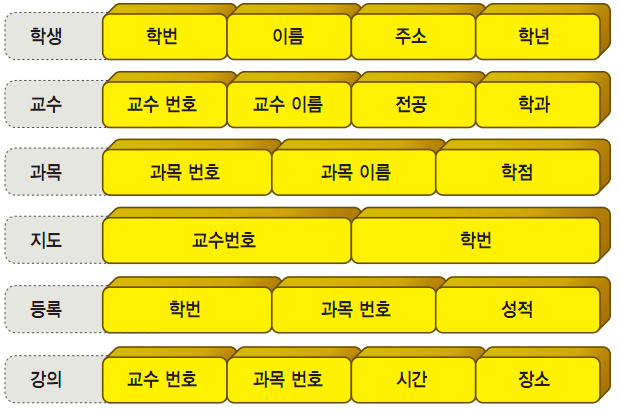 학생 학번 이름 주소 학년
교수 교수 번호 교수 이름 전공 학과
과목 과목 번호 과목 이름 학점
지도 교수번호 학번
등록 학번 과목 번호 성적
강의 교수 번호 과목 번호 시간 장소